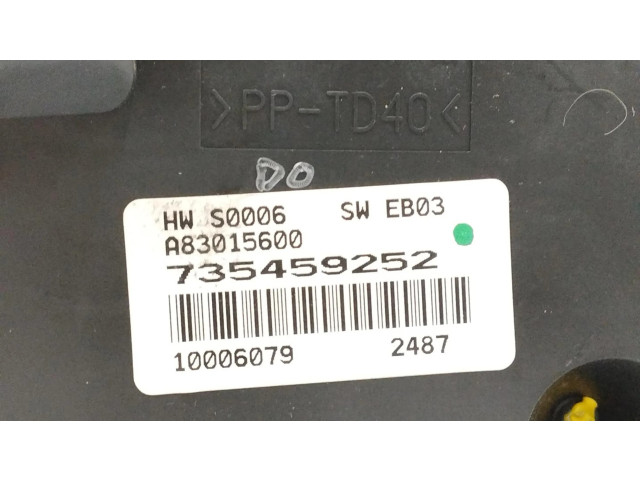 >PP-TD40<
DO
HW S0006 SW EB03
A83015600
735459252
10006079 2487